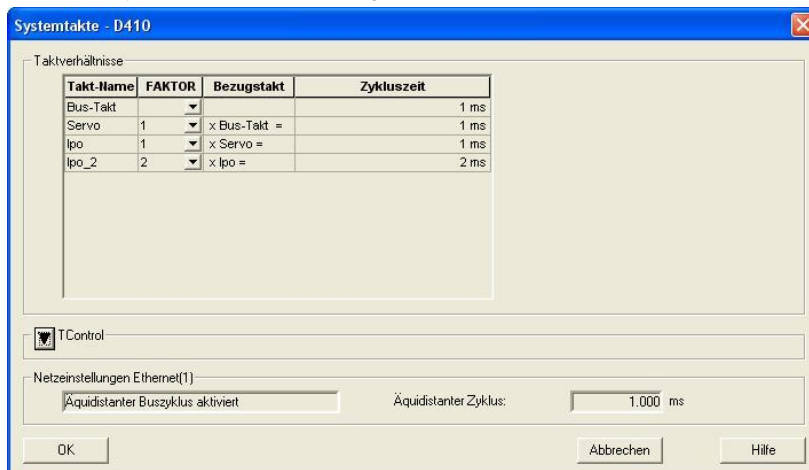 Systemtakte - D410
Taktverhältnisse
Takt-Name FAKTOR Bezugstakt Zykluszeit
Bus-Takt 1 ms
Servo 1 x Bus-Takt = 1 ms
Ipo 1 x Servo = 1 ms
Ipo_2 2 x Ipo = 2 ms
TControl
Netzeinstellungen Ethernet(1)
Äquidistanter Buszyklus aktiviert Äquidistanter Zyklus: 1.000 ms
OK Abbrechen Hilfe